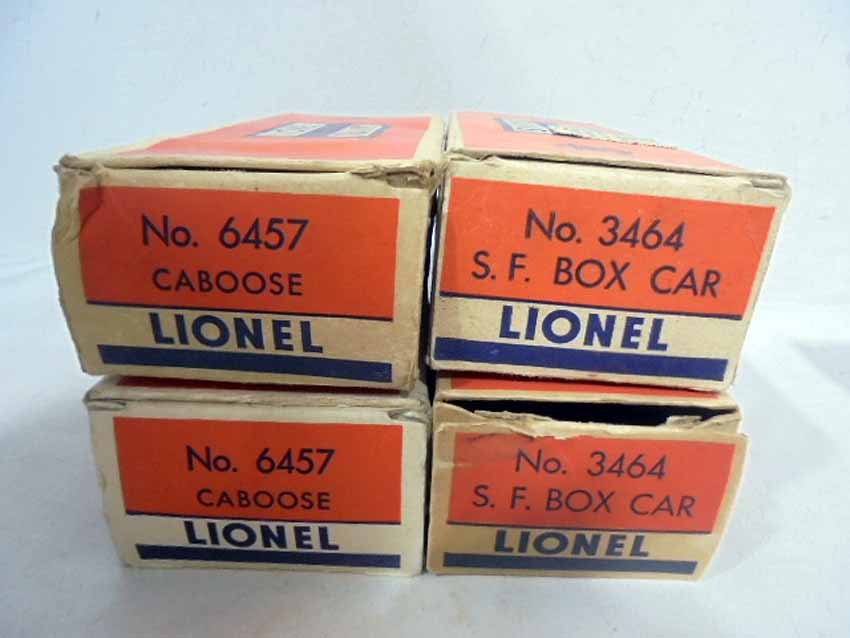 No. 6457
CABOOSE
LIONEL
No. 3464
S. F. BOX CAR
LIONEL
No. 6457
CABOOSE
LIONEL
No. 3464
S. F. BOX CAR
LIONEL